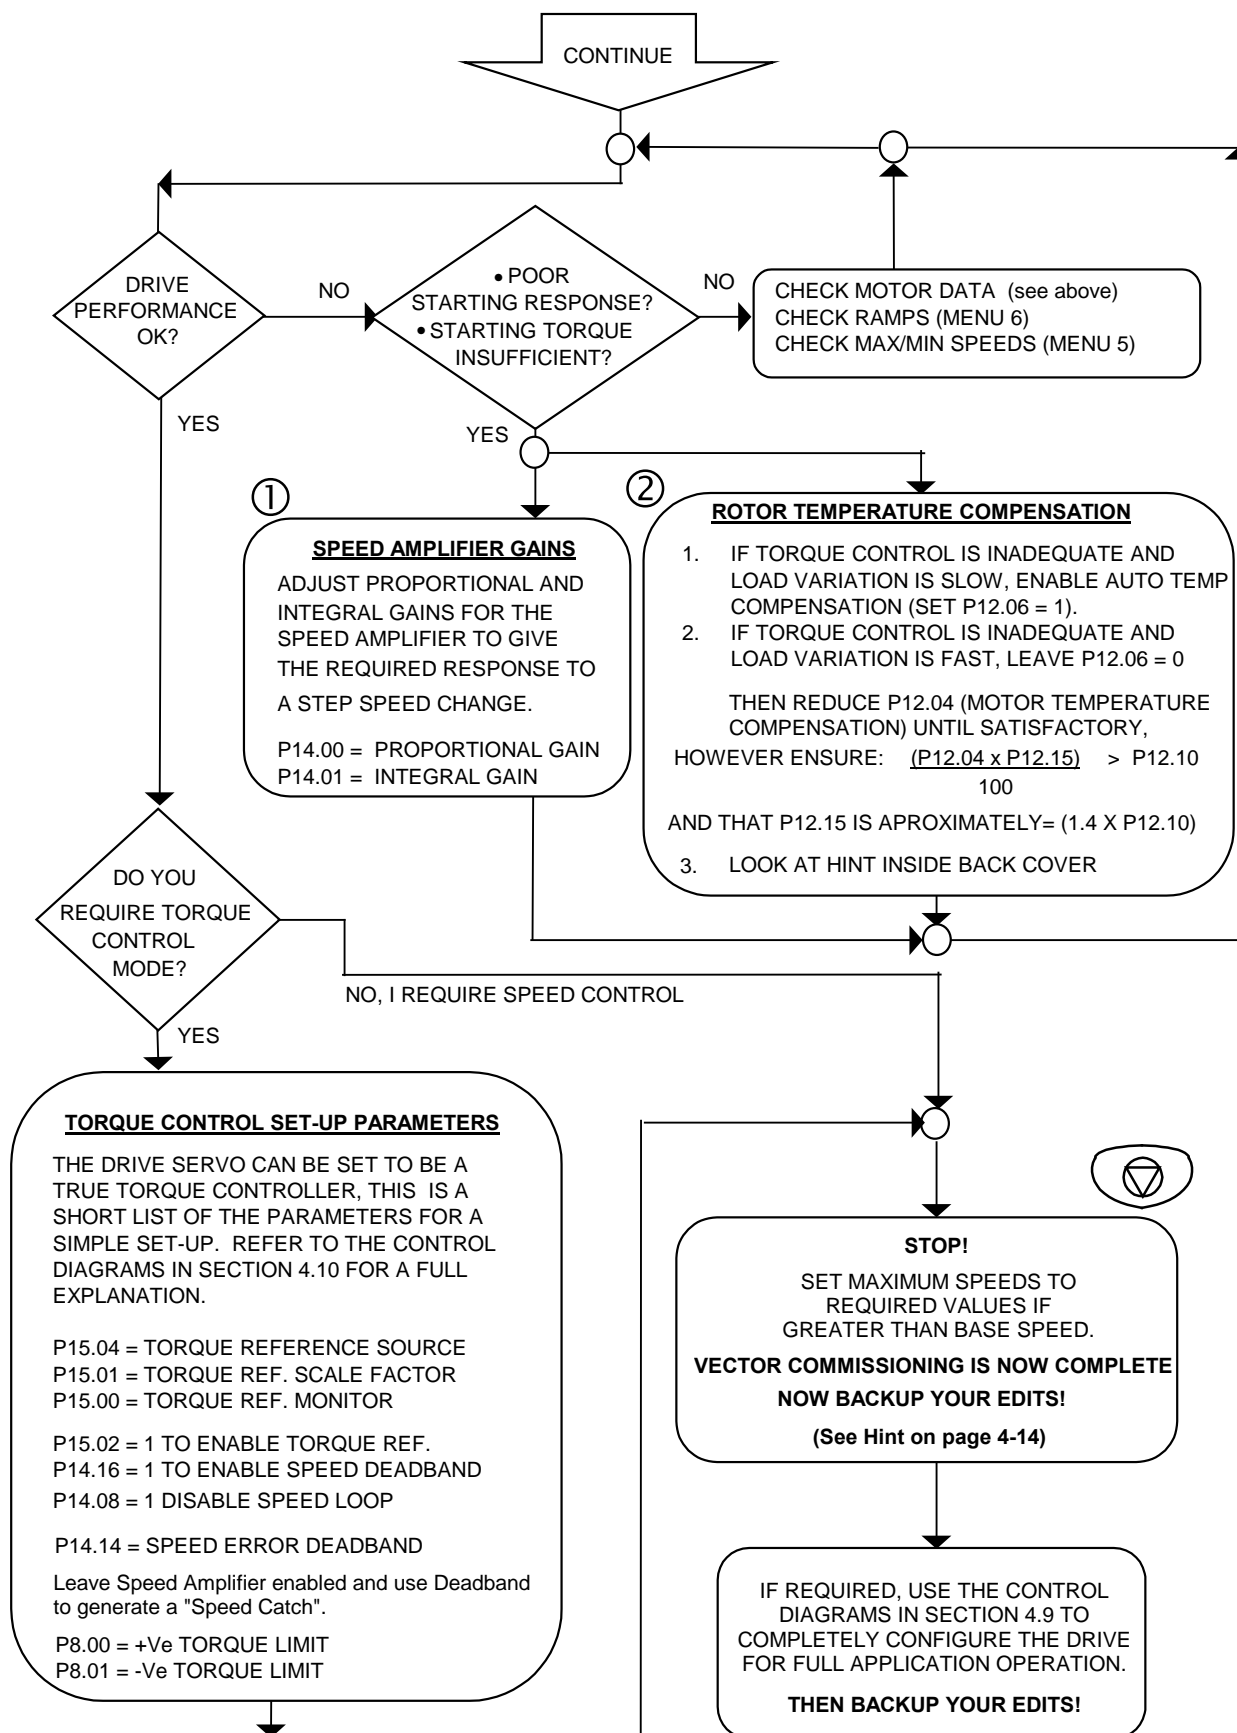 CONTINUE
DRIVE
PERFORMANCE
OK?
NO
• POOR
STARTING RESPONSE?
• STARTING TORQUE
INSUFFICIENT?
NO
CHECK MOTOR DATA (see above)
CHECK RAMPS (MENU 6)
CHECK MAX/MIN SPEEDS (MENU 5)
YES
YES
①
SPEED AMPLIFIER GAINS
ADJUST PROPORTIONAL AND
INTEGRAL GAINS FOR THE
SPEED AMPLIFIER TO GIVE
THE REQUIRED RESPONSE TO
A STEP SPEED CHANGE.
P14.00 = PROPORTIONAL GAIN
P14.01 = INTEGRAL GAIN
②
ROTOR TEMPERATURE COMPENSATION
1. IF TORQUE CONTROL IS INADEQUATE AND
LOAD VARIATION IS SLOW, ENABLE AUTO TEMP
COMPENSATION (SET P12.06 = 1).
2. IF TORQUE CONTROL IS INADEQUATE AND
LOAD VARIATION IS FAST, LEAVE P12.06 = 0
THEN REDUCE P12.04 (MOTOR TEMPERATURE
COMPENSATION) UNTIL SATISFACTORY,
HOWEVER ENSURE: (P12.04 x P12.15) > P12.10
100
AND THAT P12.15 IS APROXIMATELY= (1.4 X P12.10)
3. LOOK AT HINT INSIDE BACK COVER
DO YOU
REQUIRE TORQUE
CONTROL
MODE?
NO, I REQUIRE SPEED CONTROL
YES
TORQUE CONTROL SET-UP PARAMETERS
THE DRIVE SERVO CAN BE SET TO BE A
TRUE TORQUE CONTROLLER, THIS IS A
SHORT LIST OF THE PARAMETERS FOR A
SIMPLE SET-UP. REFER TO THE CONTROL
DIAGRAMS IN SECTION 4.10 FOR A FULL
EXPLANATION.
P15.04 = TORQUE REFERENCE SOURCE
P15.01 = TORQUE REF. SCALE FACTOR
P15.00 = TORQUE REF. MONITOR
P15.02 = 1 TO ENABLE TORQUE REF.
P14.16 = 1 TO ENABLE SPEED DEADBAND
P14.08 = 1 DISABLE SPEED LOOP
P14.14 = SPEED ERROR DEADBAND
Leave Speed Amplifier enabled and use Deadband
to generate a "Speed Catch".
P8.00 = +Ve TORQUE LIMIT
P8.01 = -Ve TORQUE LIMIT
STOP!
SET MAXIMUM SPEEDS TO
REQUIRED VALUES IF
GREATER THAN BASE SPEED.
VECTOR COMMISSIONING IS NOW COMPLETE
NOW BACKUP YOUR EDITS!
(See Hint on page 4-14)
IF REQUIRED, USE THE CONTROL
DIAGRAMS IN SECTION 4.9 TO
COMPLETELY CONFIGURE THE DRIVE
FOR FULL APPLICATION OPERATION.
THEN BACKUP YOUR EDITS!